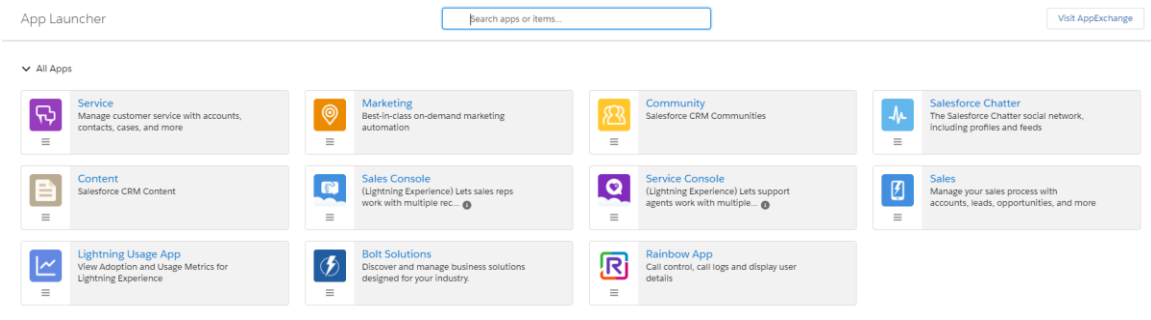 App Launcher
Search apps or items...
Visit AppExchange
All Apps
Service
Manage customer service with accounts,
contacts, cases, and more
Marketing
Best-in-class on-demand marketing
automation
Community
Salesforce CRM Communities
Salesforce Chatter
The Salesforce Chatter social network,
including profiles and feeds
Content
Salesforce CRM Content
Sales Console
(Lightning Experience) Lets sales reps
work with multiple rec...
Service Console
(Lightning Experience) Lets support
agents work with multiple...
Sales
Manage your sales process with
accounts, leads, opportunities, and more
Lightning Usage App
View Adoption and Usage Metrics for
Lightning Experience
Bolt Solutions
Discover and manage business solutions
designed for your industry.
R
Rainbow App
Call control, call logs and display user
details